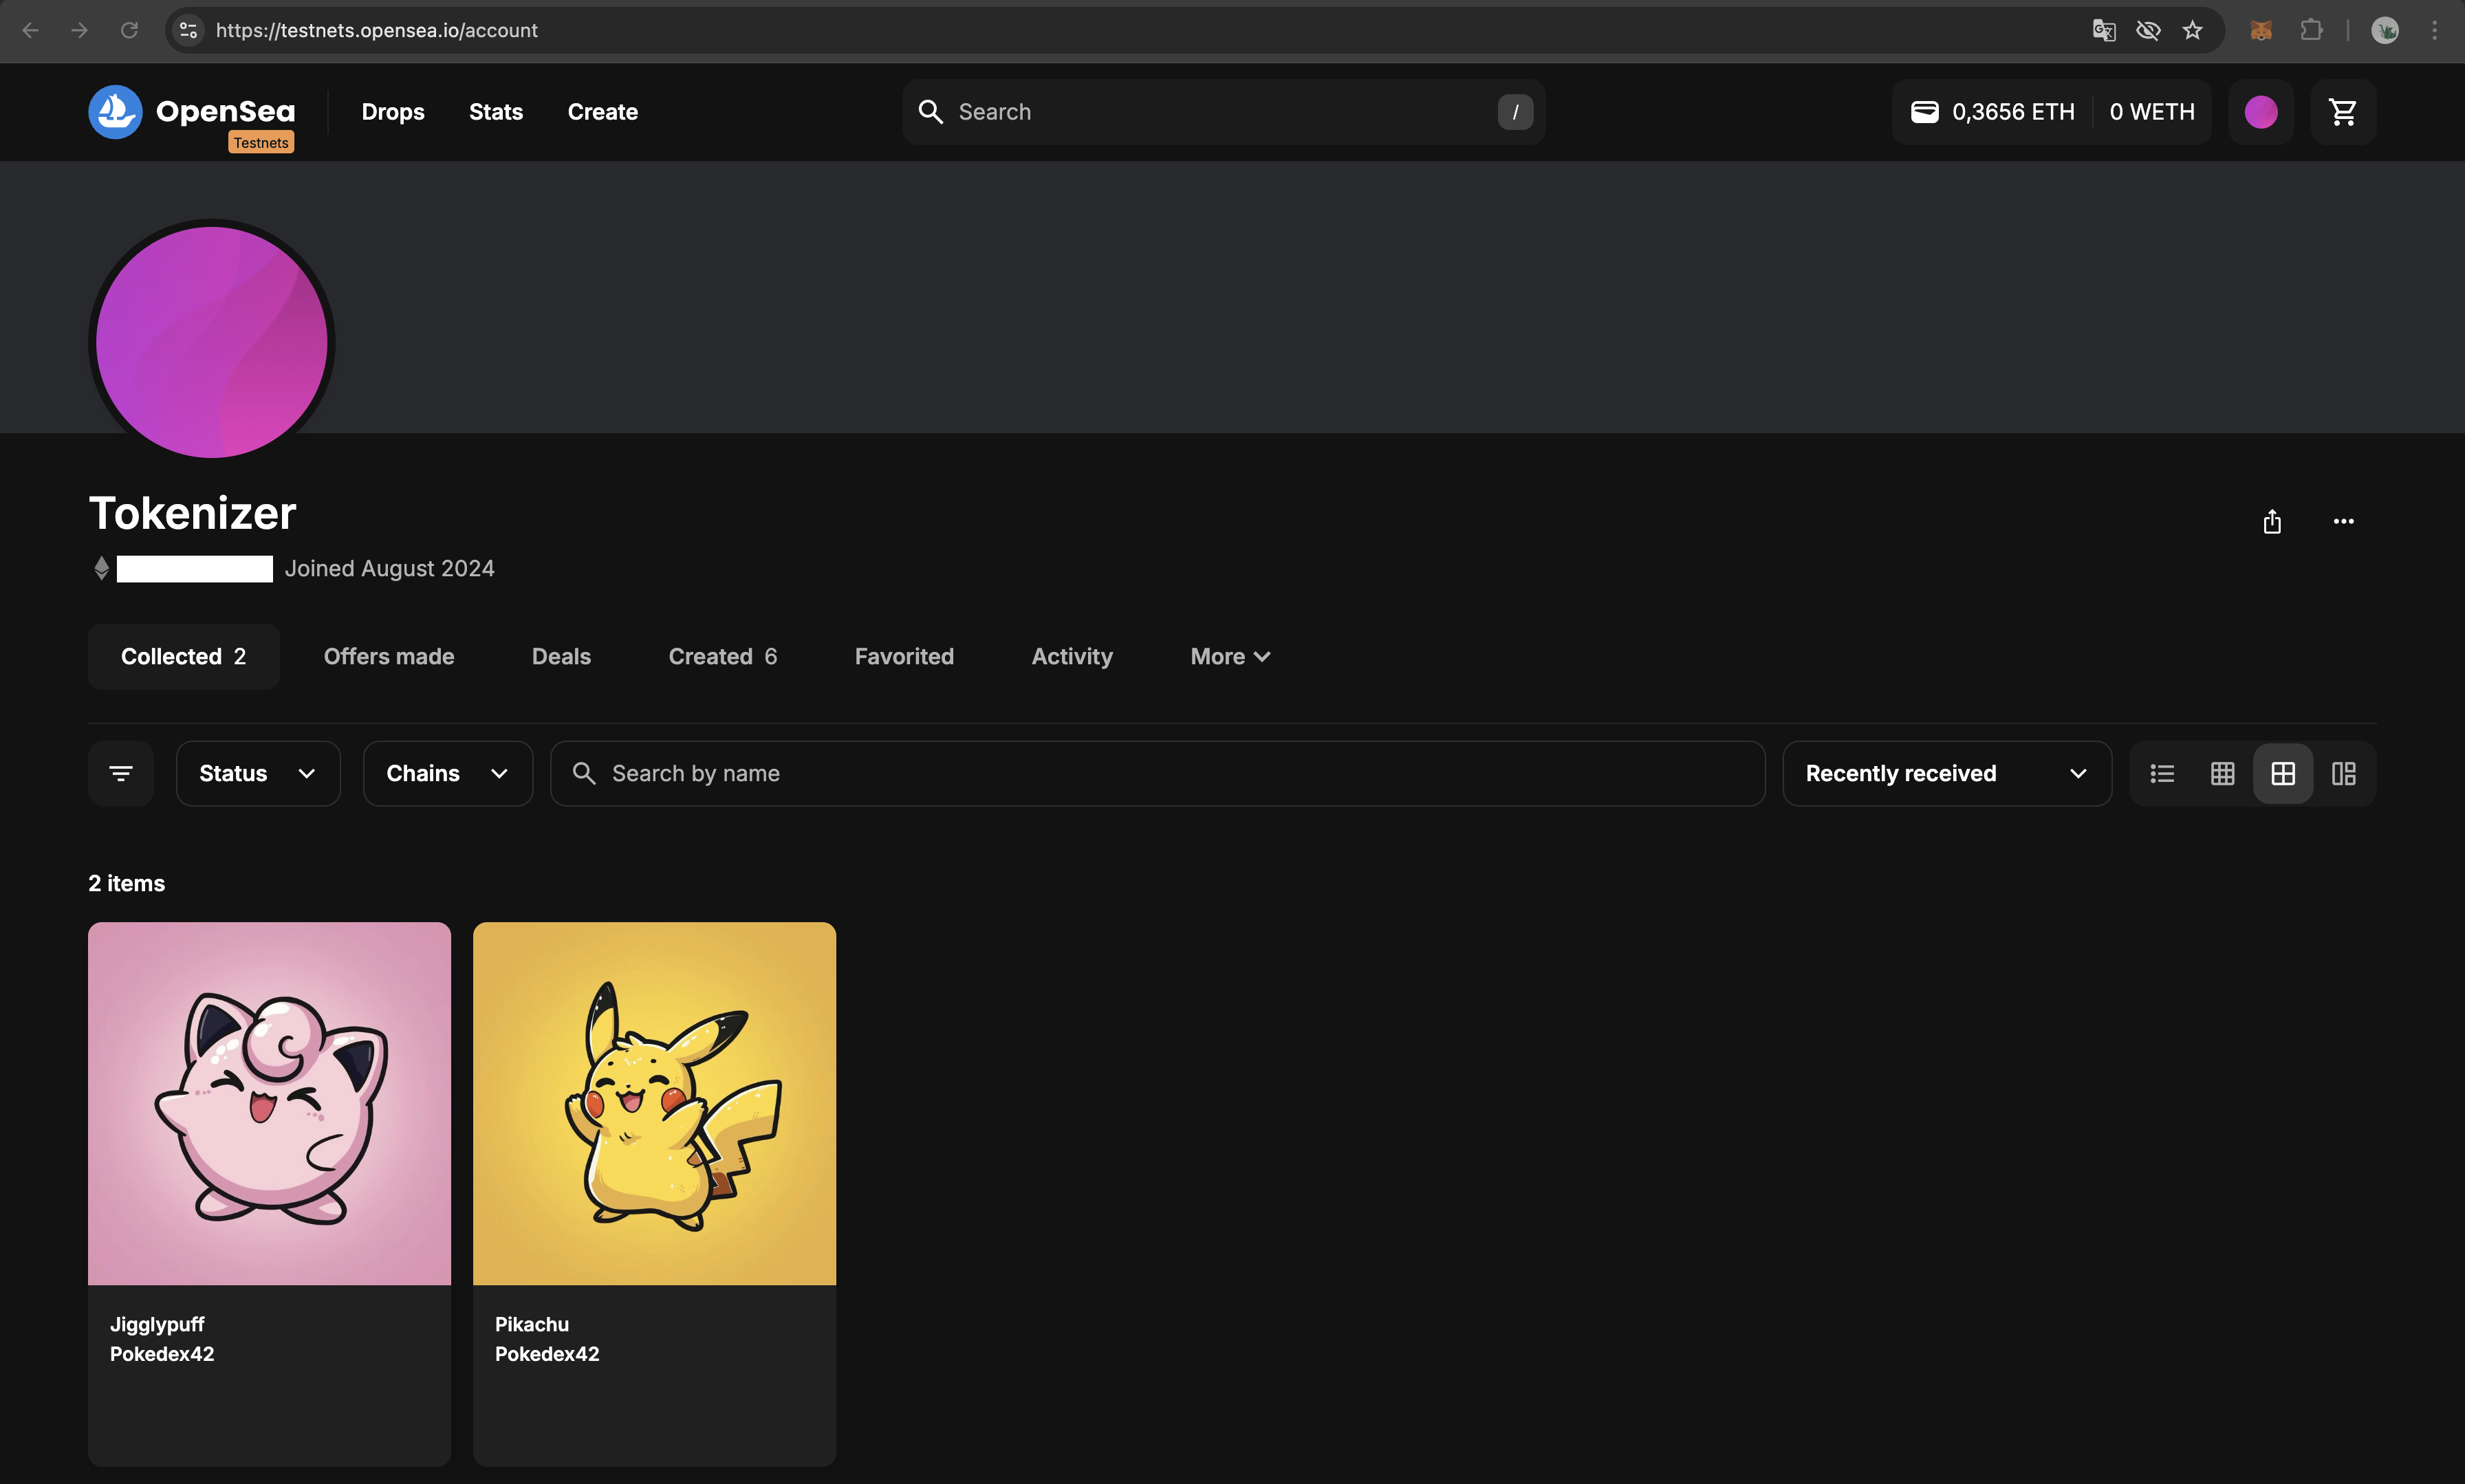 https://testnets.opensea.io/account
OpenSea
Testnets
Drops
Stats
Create
Search
/
0,3656 ETH
0 WETH
Tokenizer
Joined August 2024
Collected 2
Offers made
Deals
Created 6
Favorited
Activity
More
Status
Chains
Search by name
Recently received
2 items
Jigglypuff
Pokedex42
Pikachu
Pokedex42